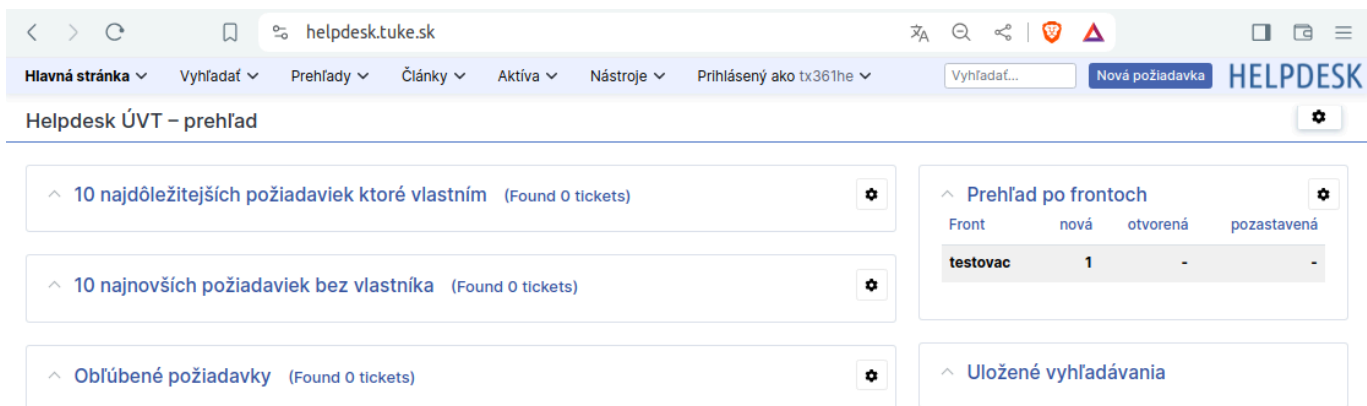 helpdesk.tuke.sk
Hlavná stránka Vyhľadať Prehľady Články Aktíva Nástroje Prihlásený ako tx361he Vyhľadať... Nová požiadavka HELPDESK
Helpdesk ÚVT – prehľad
10 najdôležitejších požiadaviek ktoré vlastním (Found 0 tickets)
10 najnovších požiadaviek bez vlastníka (Found 0 tickets)
Obľúbené požiadavky (Found 0 tickets)
Prehľad po frontoch
Front nová otvorená pozastavená
testovac 1 - -
Uložené vyhľadávania